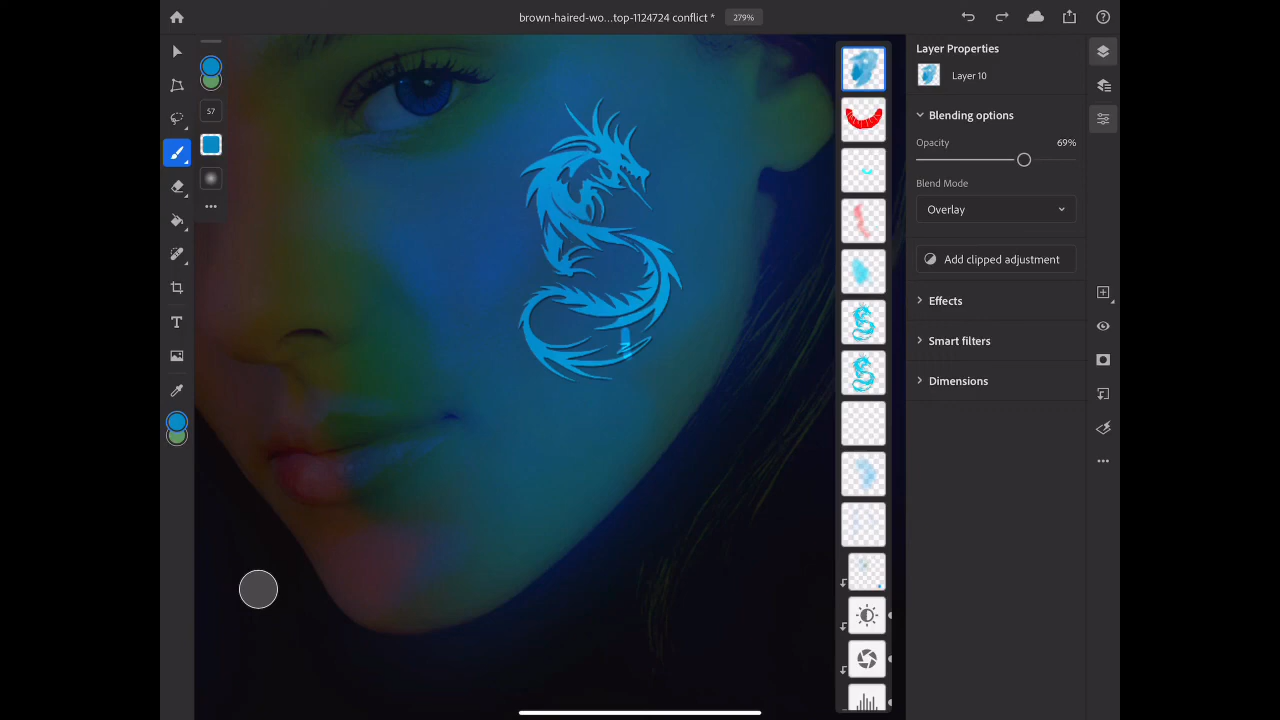 brown-haired-wo...top-1124724 conflict *
279%
Layer Properties
Layer 10
57
Blending options
Opacity
69%
Blend Mode
Overlay
Add clipped adjustment
Effects
Smart filters
Dimensions